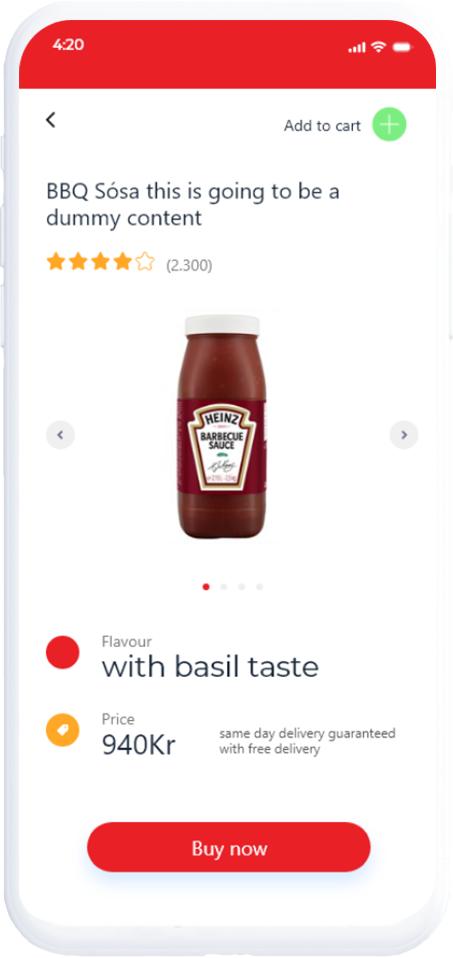 4:20
Add to cart
BBQ Sósa this is going to be a
dummy content
(2.300)
HEINZ
BARBECUE
SAUCE
Flavour
with basil taste
Price
940Kr
same day delivery guaranteed
with free delivery
Buy now